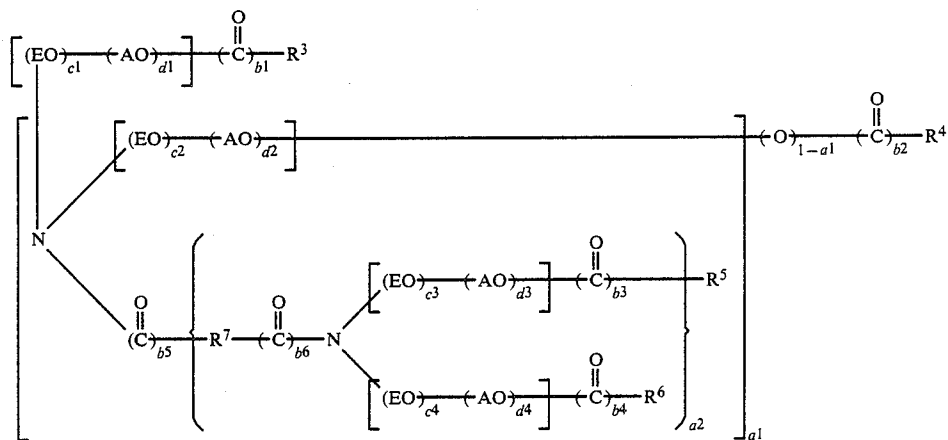 O
[(EO)c1—(AO)d1]—(C)b1—R³
O
[(EO)c2—(AO)d2]—(O)1−a1—(C)b2—R⁴
N
O
[(EO)c3—(AO)d3]—(C)b3—R⁵
O O
(C)b5—R⁷—(C)b6—N
O
[(EO)c4—(AO)d4]—(C)b4—R⁶
a2
a1